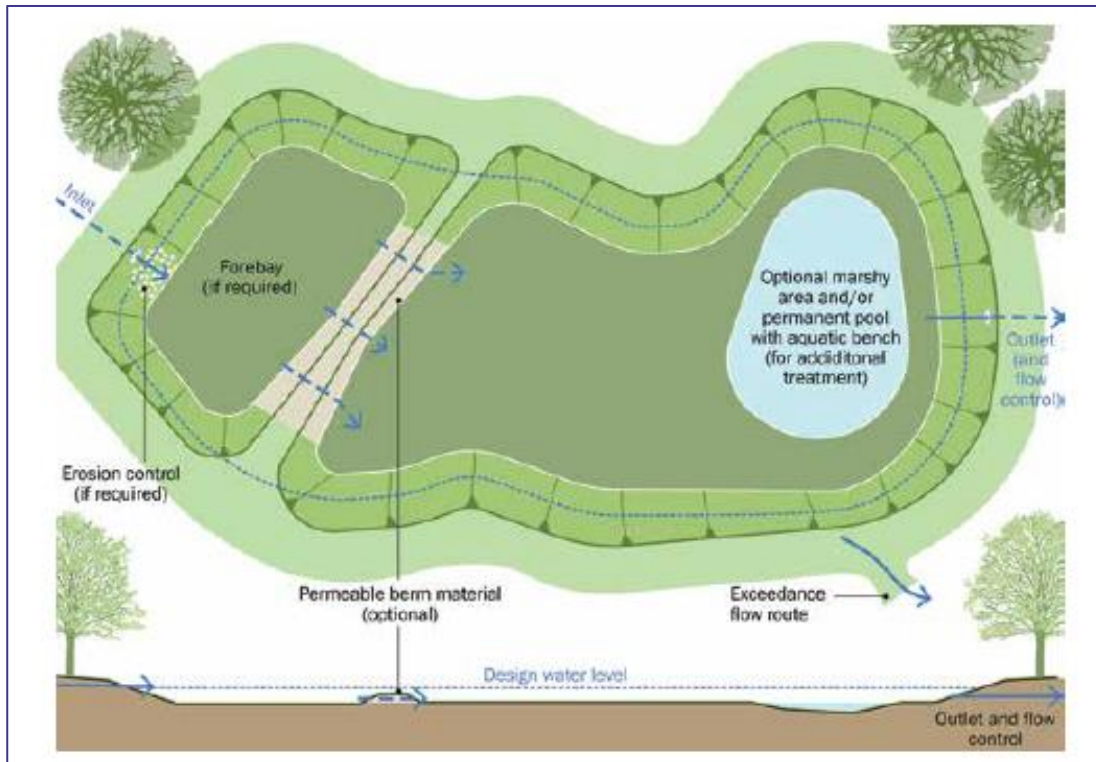 Inlet
Forebay
(if required)
Optional marshy
area and/or
permanent pool
with aquatic bench
(for addiditonal
treatment)
Outlet
(and
flow
control)
Erosion control
(if required)
Permeable berm material
(optional)
Exceedance
flow route
Design water level
Outlet and flow
control